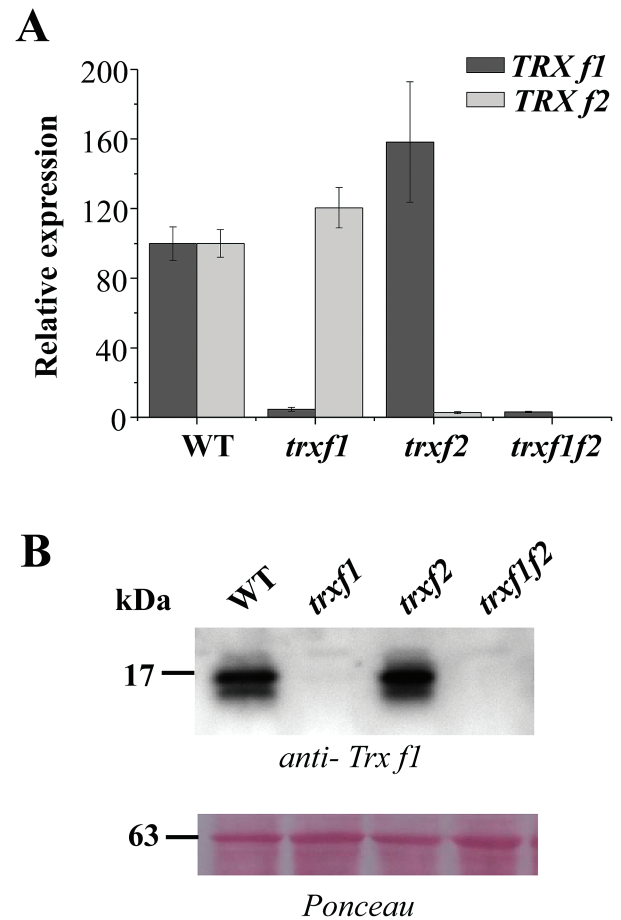 A
TRX f1
TRX f2
Relative expression
200
160
120
80
40
0
WT trxf1 trxf2 trxf1f2
B
kDa
WT trxf1 trxf2 trxf1f2
17
anti- Trx f1
63
Ponceau